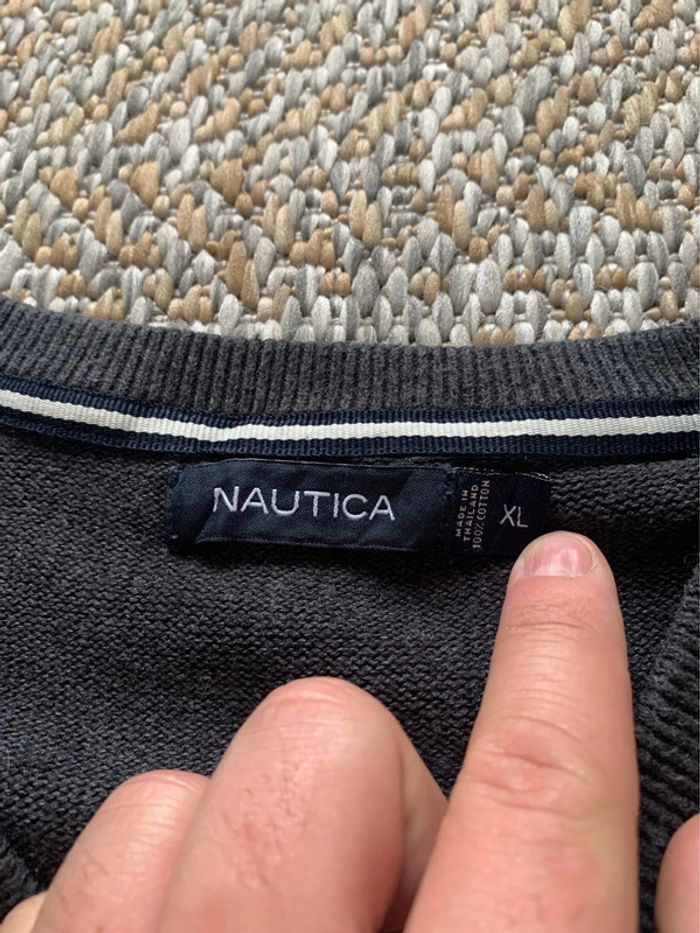 NAUTICA
MADE IN
THAILAND
100% COTTON
XL